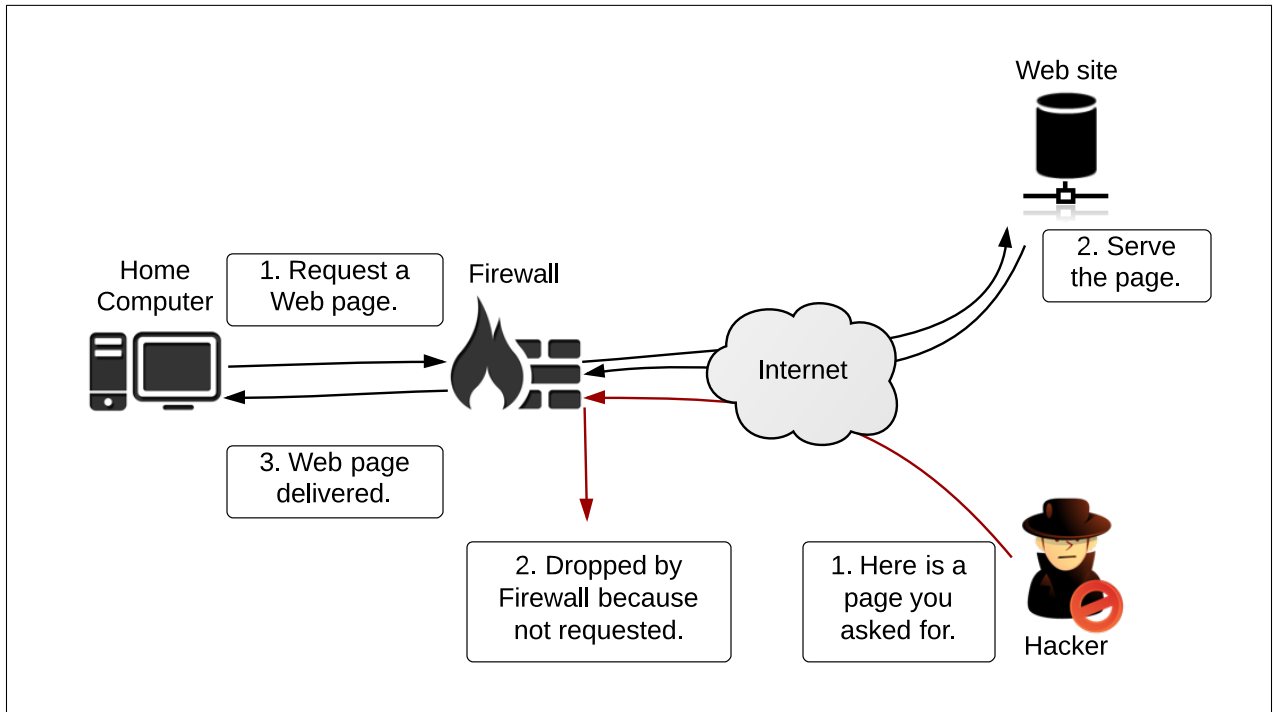 Web site
2. Serve
the page.
Home
Computer
1. Request a
Web page.
Firewall
Internet
3. Web page
delivered.
2. Dropped by
Firewall because
not requested.
1. Here is a
page you
asked for.
Hacker